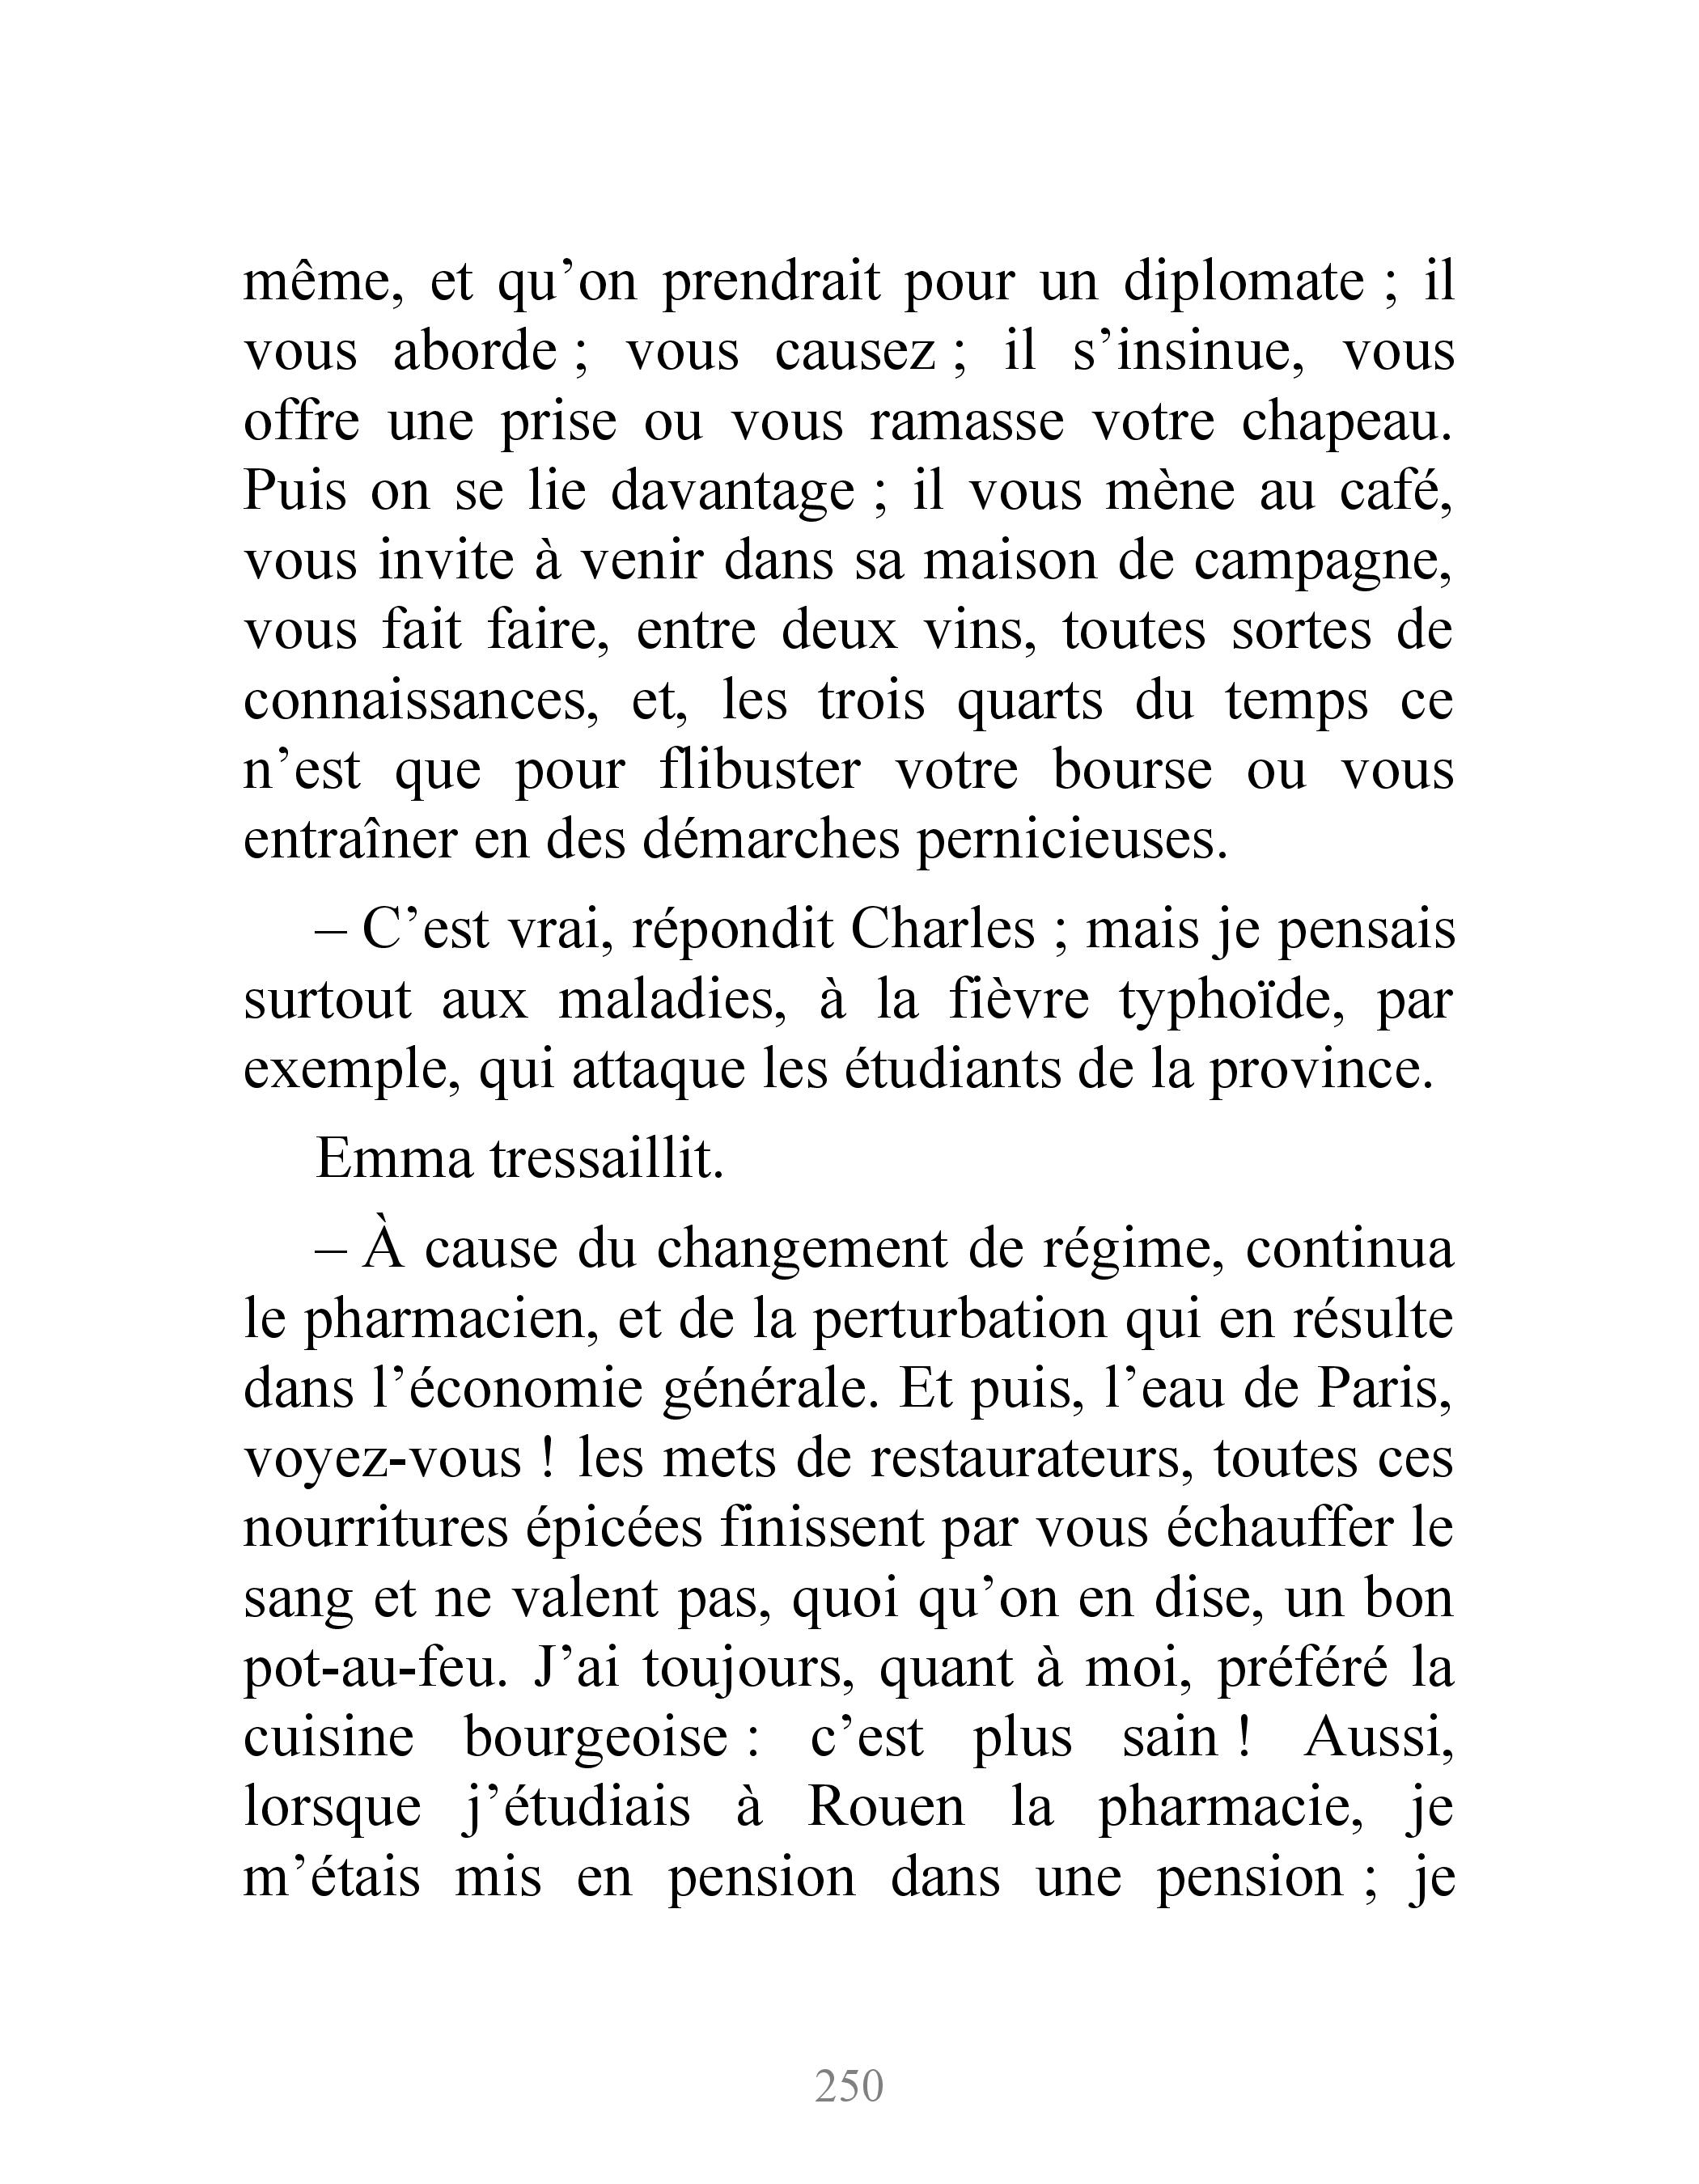 même, et qu’on prendrait pour un diplomate ; il
vous aborde ; vous causez ; il s’insinue, vous
offre une prise ou vous ramasse votre chapeau.
Puis on se lie davantage ; il vous mène au café,
vous invite à venir dans sa maison de campagne,
vous fait faire, entre deux vins, toutes sortes de
connaissances, et, les trois quarts du temps ce
n’est que pour flibuster votre bourse ou vous
entraîner en des démarches pernicieuses.
– C’est vrai, répondit Charles ; mais je pensais
surtout aux maladies, à la fièvre typhoïde, par
exemple, qui attaque les étudiants de la province.
Emma tressaillit.
– À cause du changement de régime, continua
le pharmacien, et de la perturbation qui en résulte
dans l’économie générale. Et puis, l’eau de Paris,
voyez-vous ! les mets de restaurateurs, toutes ces
nourritures épicées finissent par vous échauffer le
sang et ne valent pas, quoi qu’on en dise, un bon
pot-au-feu. J’ai toujours, quant à moi, préféré la
cuisine bourgeoise : c’est plus sain ! Aussi,
lorsque j’étudiais à Rouen la pharmacie, je
m’étais mis en pension dans une pension ; je
250